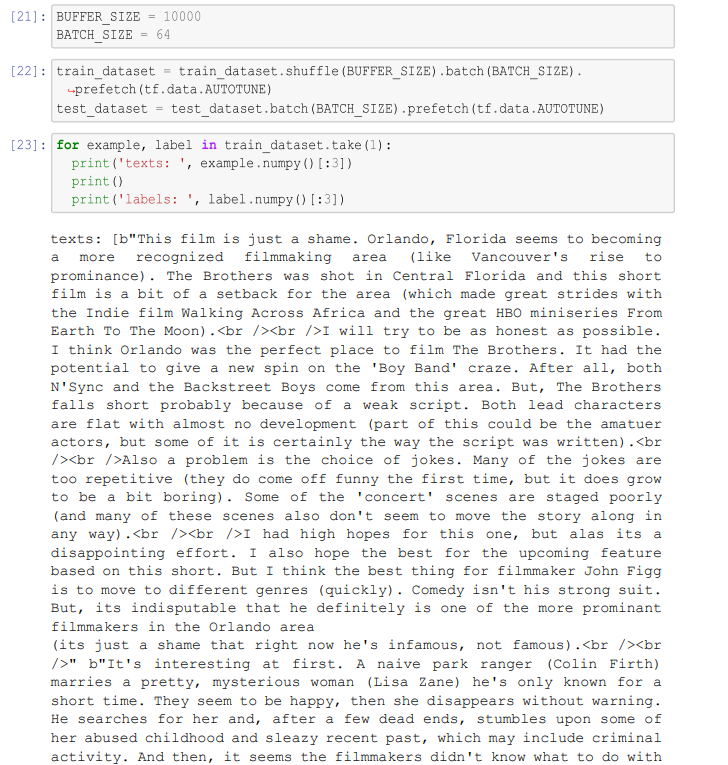 [21]: BUFFER_SIZE = 10000
BATCH_SIZE = 64
[22]: train_dataset = train_dataset.shuffle(BUFFER_SIZE).batch(BATCH_SIZE).
↪prefetch(tf.data.AUTOTUNE)
test_dataset = test_dataset.batch(BATCH_SIZE).prefetch(tf.data.AUTOTUNE)
[23]: for example, label in train_dataset.take(1):
print('texts: ', example.numpy()[:3])
print()
print('labels: ', label.numpy()[:3])
texts: [b"This film is just a shame. Orlando, Florida seems to becoming
a more recognized filmmaking area (like Vancouver's rise to
prominance). The Brothers was shot in Central Florida and this short
film is a bit of a setback for the area (which made great strides with
the Indie film Walking Across Africa and the great HBO miniseries From
Earth To The Moon).<br /><br />I will try to be as honest as possible.
I think Orlando was the perfect place to film The Brothers. It had the
potential to give a new spin on the 'Boy Band' craze. After all, both
N'Sync and the Backstreet Boys come from this area. But, The Brothers
falls short probably because of a weak script. Both lead characters
are flat with almost no development (part of this could be the amatuer
actors, but some of it is certainly the way the script was written).<br
/><br />Also a problem is the choice of jokes. Many of the jokes are
too repetitive (they do come off funny the first time, but it does grow
to be a bit boring). Some of the 'concert' scenes are staged poorly
(and many of these scenes also don't seem to move the story along in
any way).<br /><br />I had high hopes for this one, but alas its a
disappointing effort. I also hope the best for the upcoming feature
based on this short. But I think the best thing for filmmaker John Figg
is to move to different genres (quickly). Comedy isn't his strong suit.
But, its indisputable that he definitely is one of the more prominant
filmmakers in the Orlando area
(its just a shame that right now he's infamous, not famous).<br /><br
/>" b"It's interesting at first. A naive park ranger (Colin Firth)
marries a pretty, mysterious woman (Lisa Zane) he's only known for a
short time. They seem to be happy, then she disappears without warning.
He searches for her and, after a few dead ends, stumbles upon some of
her abused childhood and sleazy recent past, which may include criminal
activity. And then, it seems the filmmakers didn't know what to do with